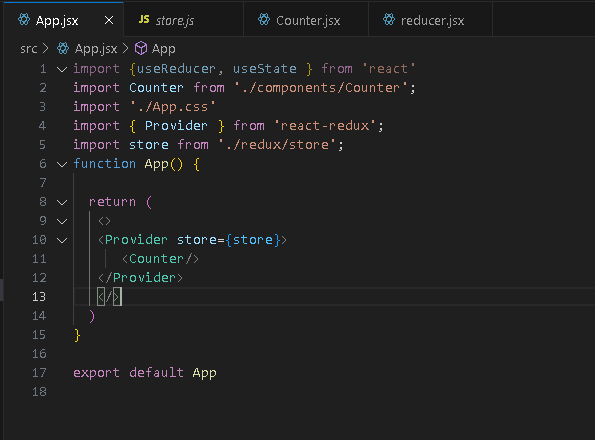 App.jsx JS store.js Counter.jsx reducer.jsx
src > App.jsx > App
1 import {useReducer, useState } from 'react'
2 import Counter from './components/Counter';
3 import './App.css'
4 import { Provider } from 'react-redux';
5 import store from './redux/store';
6 function App() {
7
8 return (
9 <>
10 <Provider store={store}>
11 <Counter/>
12 </Provider>
13 </>
14 )
15 }
16
17 export default App
18